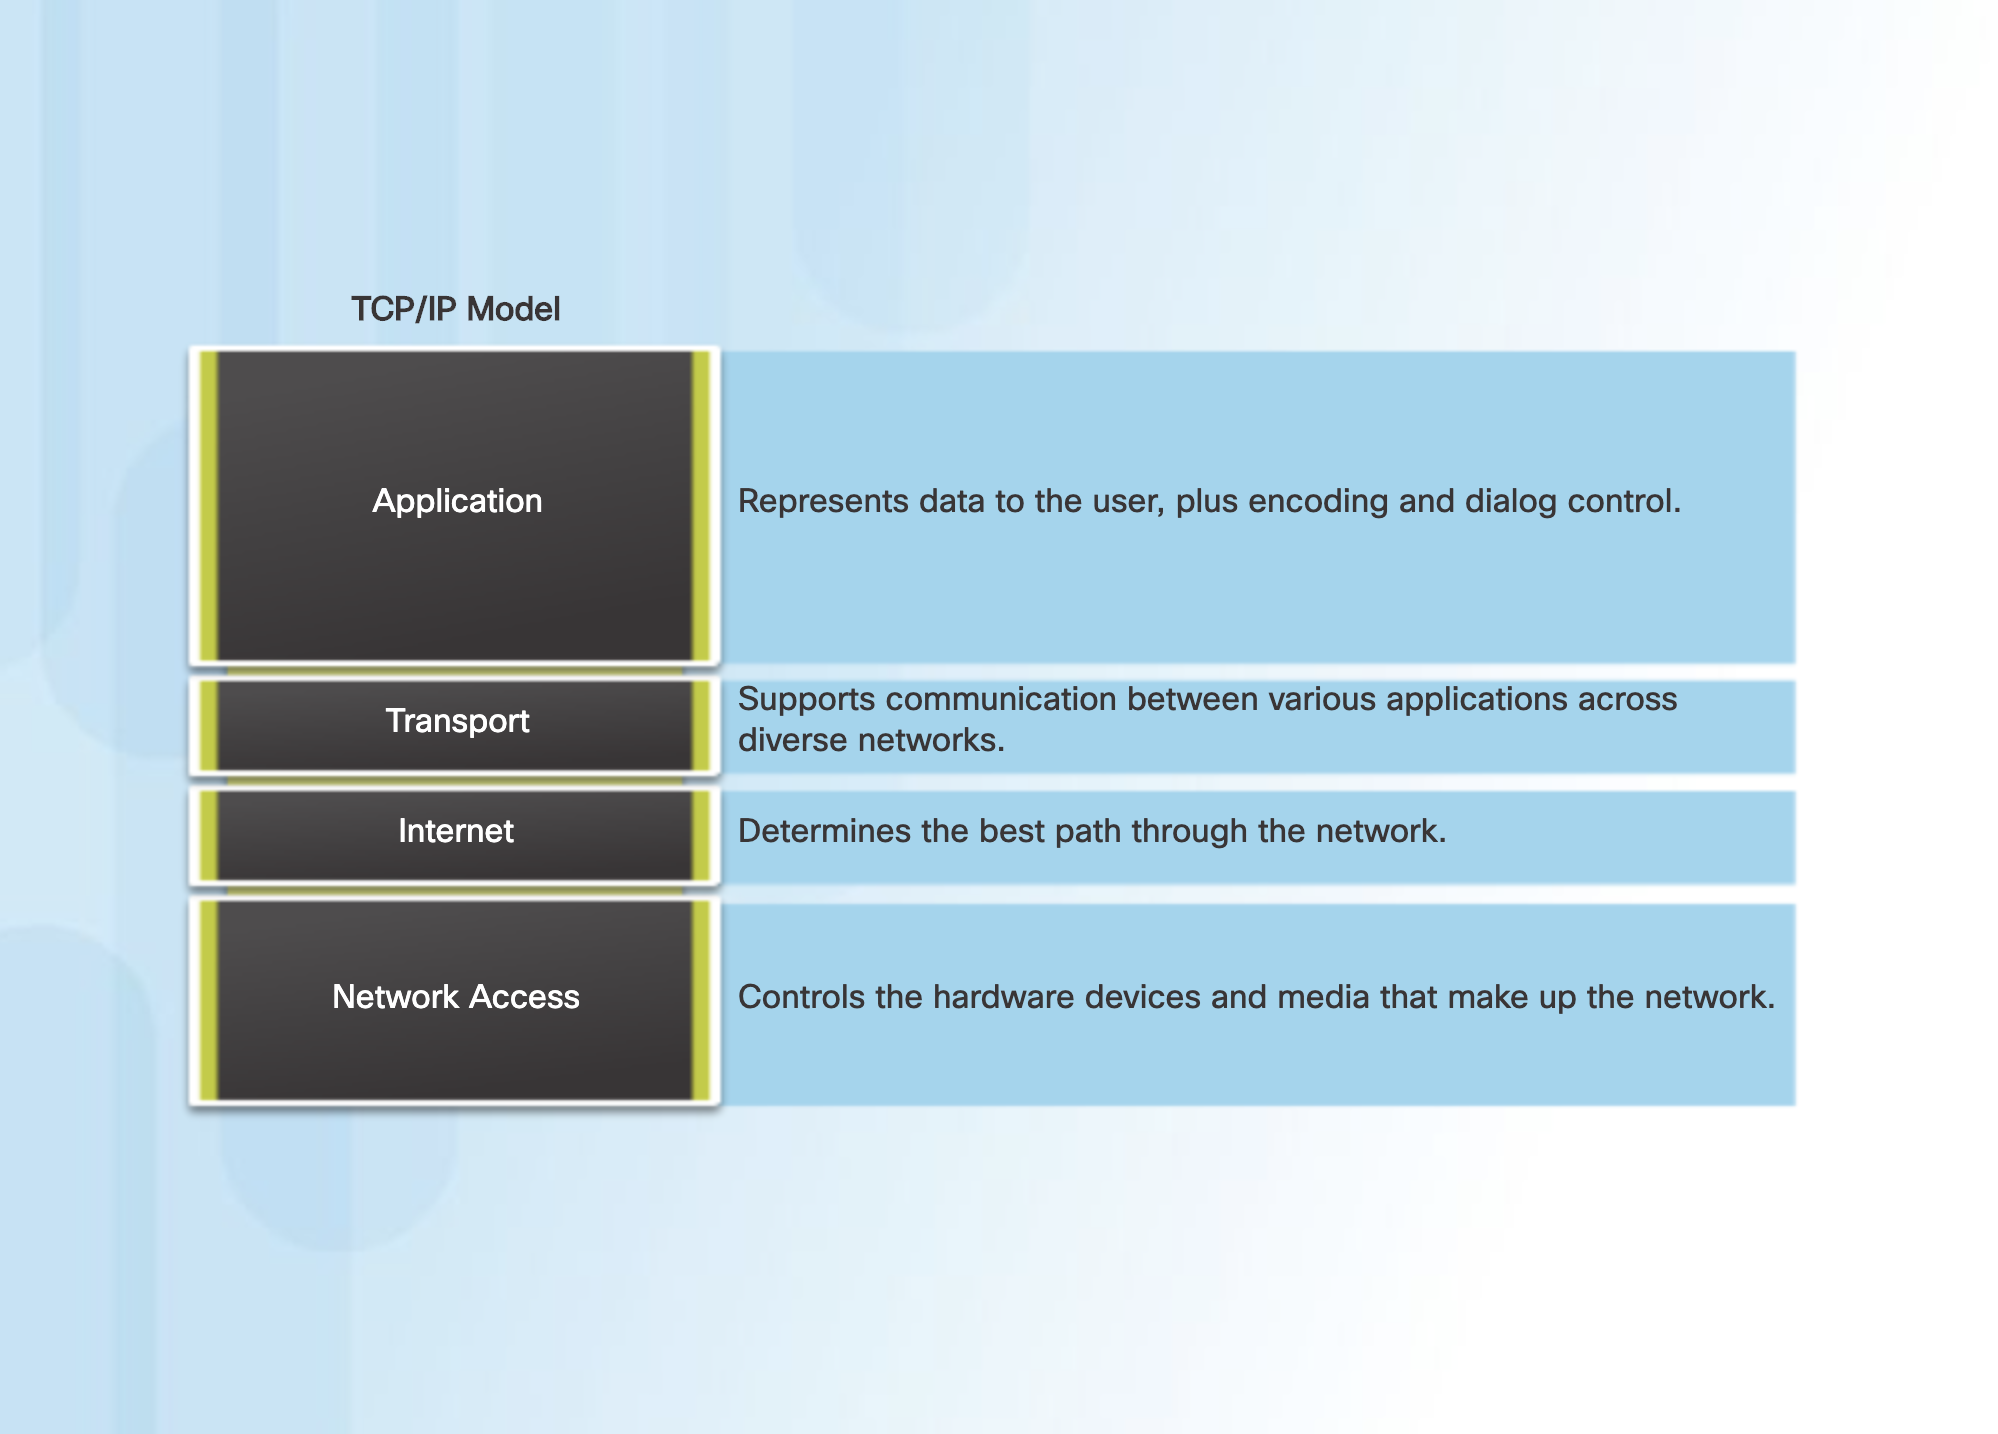 TCP/IP Model
Application
Represents data to the user, plus encoding and dialog control.
Transport
Supports communication between various applications across
diverse networks.
Internet
Determines the best path through the network.
Network Access
Controls the hardware devices and media that make up the network.